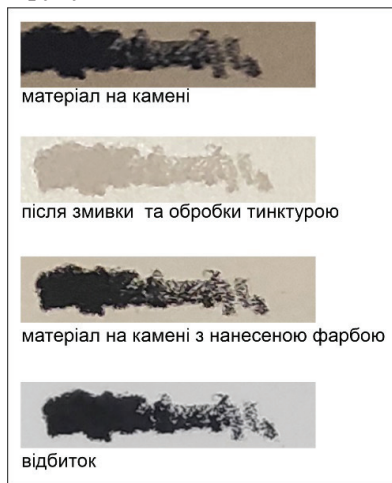 матеріал на камені
після змивки та обробки тинктурою
матеріал на камені з нанесеною фарбою
відбиток